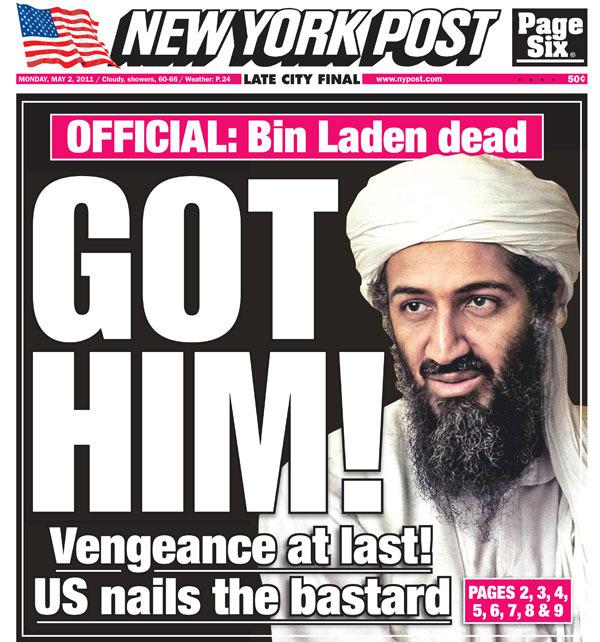 NEW YORK POST
Page
Six®
MONDAY, MAY 2, 2011 / Cloudy, showers, 60-66 / Weather: P.24
LATE CITY FINAL
www.nypost.com
50¢
OFFICIAL: Bin Laden dead
GOT
HIM!
Vengeance at last!
US nails the bastard
PAGES 2, 3, 4,
5, 6, 7, 8 & 9